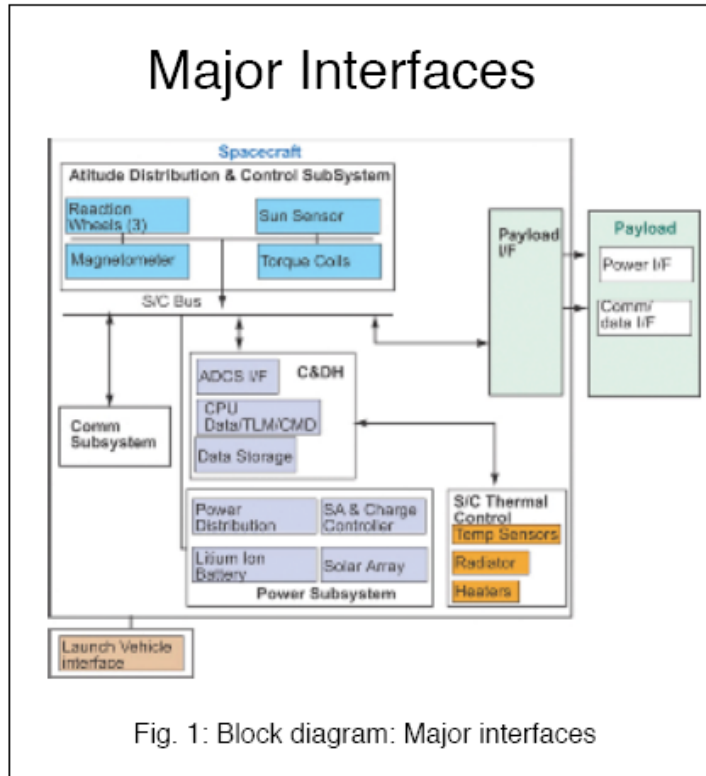 Major Interfaces
Spacecraft
Atitude Distribution & Control SubSystem
Reaction
Wheels (3)
Sun Sensor
Magnetometer
Torque Coils
S/C Bus
Payload
I/F
Payload
Power I/F
Comm/
data I/F
Comm
Subsystem
C&DH
ADCS I/F
CPU
Data/TLM/CMD
Data Storage
Power
Distribution
SA & Charge
Controller
Litium Ion
Battery
Solar Array
Power Subsystem
S/C Thermal
Control
Temp Sensors
Radiator
Heaters
Launch Vehicle
interface
Fig. 1: Block diagram: Major interfaces